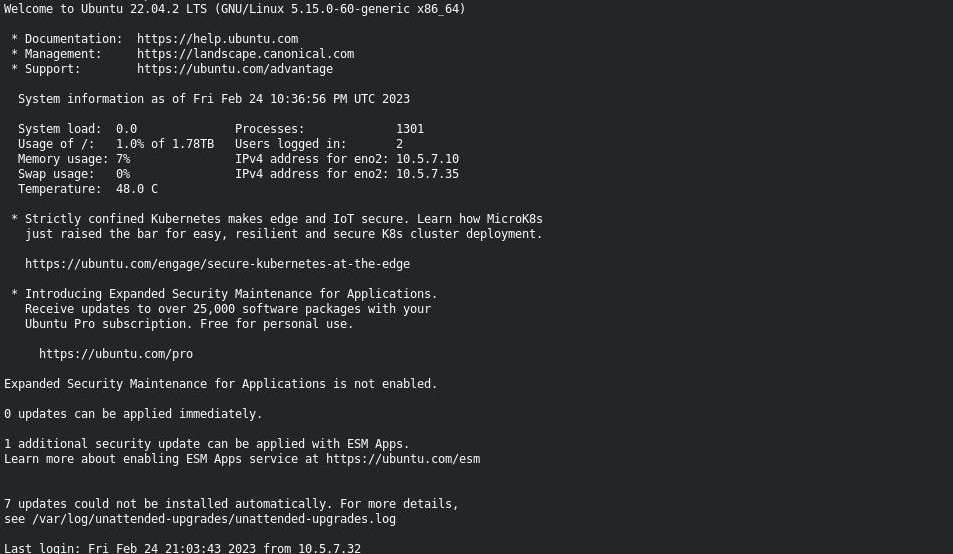 Welcome to Ubuntu 22.04.2 LTS (GNU/Linux 5.15.0-60-generic x86_64)
* Documentation:  https://help.ubuntu.com
* Management:     https://landscape.canonical.com
* Support:        https://ubuntu.com/advantage
System information as of Fri Feb 24 10:36:56 PM UTC 2023
System load:  0.0                Processes:             1301
Usage of /:   1.0% of 1.78TB   Users logged in:       2
Memory usage: 7%               IPv4 address for eno2: 10.5.7.10
Swap usage:   0%               IPv4 address for eno2: 10.5.7.35
Temperature:  48.0 C
* Strictly confined Kubernetes makes edge and IoT secure. Learn how MicroK8s
just raised the bar for easy, resilient and secure K8s cluster deployment.
https://ubuntu.com/engage/secure-kubernetes-at-the-edge
* Introducing Expanded Security Maintenance for Applications.
Receive updates to over 25,000 software packages with your
Ubuntu Pro subscription. Free for personal use.
https://ubuntu.com/pro
Expanded Security Maintenance for Applications is not enabled.
0 updates can be applied immediately.
1 additional security update can be applied with ESM Apps.
Learn more about enabling ESM Apps service at https://ubuntu.com/esm
7 updates could not be installed automatically. For more details,
see /var/log/unattended-upgrades/unattended-upgrades.log
Last login: Fri Feb 24 21:03:43 2023 from 10.5.7.32